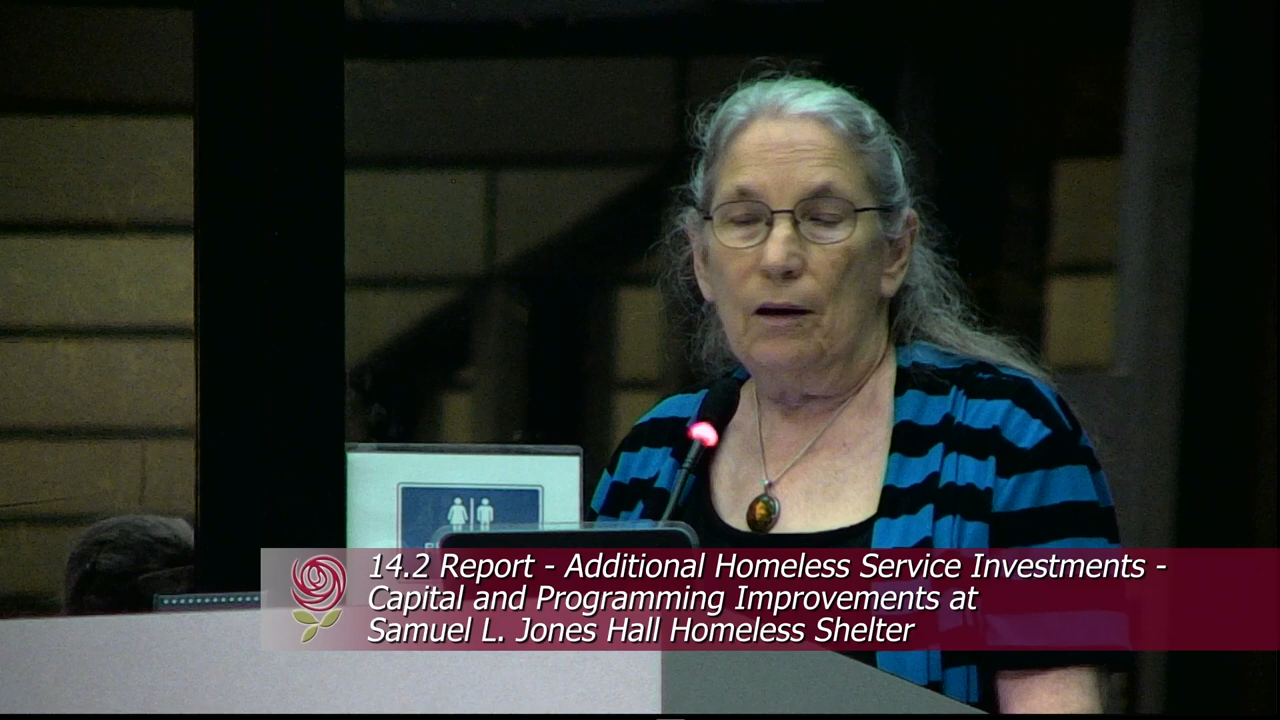 14.2 Report - Additional Homeless Service Investments -
Capital and Programming Improvements at
Samuel L. Jones Hall Homeless Shelter